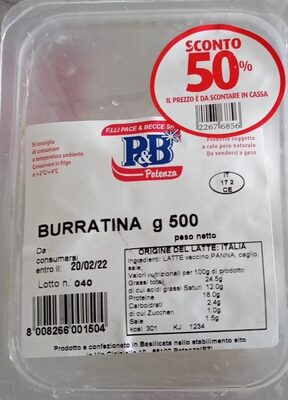 SCONTO
50%
IL PREZZO È DA SCONTARE IN CASSA
2267 6856
F.LLI PACE & BECCE Srl
P&B
Potenza
Si consiglia
di consumare
a temperatura ambiente
Conservare in frigo
a +2°C/+4°C
Prodotto soggetto
a calo peso naturale
Da vendersi a peso
IT
17 2
CE
BURRATINA g 500
peso netto
Da
consumarsi
entro il: 20/02/22
Lotto n. 040
ORIGINE DEL LATTE: ITALIA
Ingredienti: LATTE vaccino,PANNA, caglio,
sale.
Valori nutrizionali per 100g di prodotto
Grassi totali 24.5g
di cui acidi grassi Saturi 12.0g
Proteine 18.0g
Carboidrati 2.4g
di cui Zuccheri 1.0g
Sale 1.5g
kcal 301 KJ 1234
8 008266 001504
Prodotto e confezionato in Basilicata nello stabilimento sito